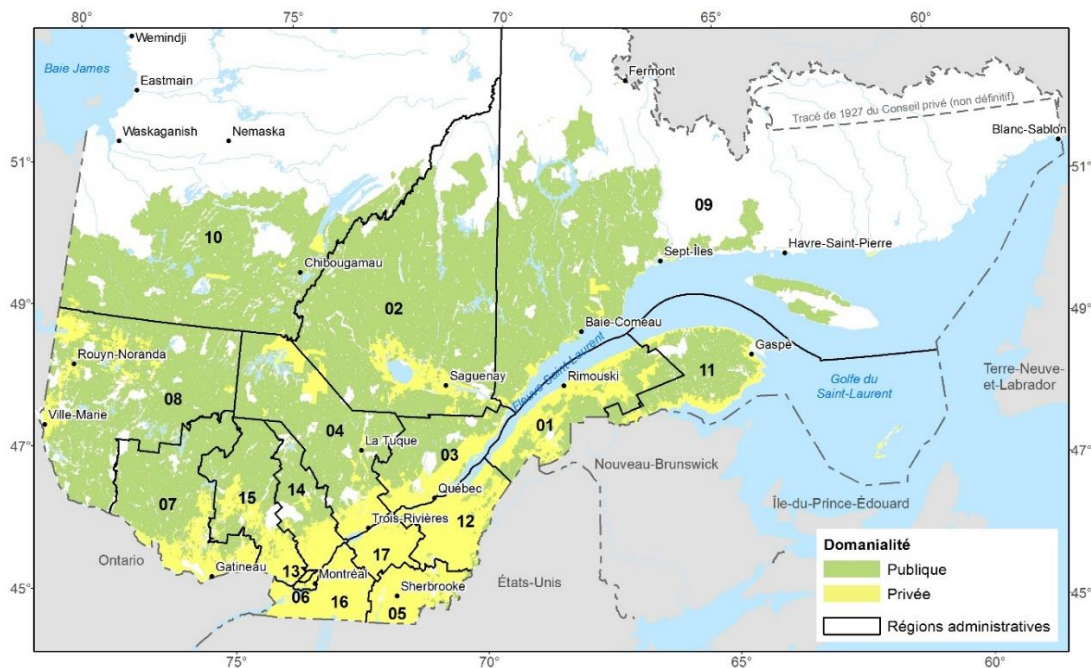 80°
75°
70°
65°
60°
Wemindji
Baie James
Eastmain
Fermont
Tracé de 1927 du Conseil privé (non définitif)
Waskaganish
Nemaska
Blanc-Sablon
51°
51°
09
10
Sept-Îles
Havre-Saint-Pierre
Chibougamau
49°
02
49°
Baie-Comeau
Rouyn-Noranda
Gaspé
Fleuve Saint-Laurent
11
Saguenay
Rimouski
Terre-Neuve-
et-Labrador
08
Golfe du
Saint-Laurent
Ville-Marie
04
01
47°
La Tuque
03
47°
Nouveau-Brunswick
07
15
14
Québec
Île-du-Prince-Édouard
Trois-Rivières
12
Ontario
17
Domanialité
Gatineau
13
Montréal
Sherbrooke
États-Unis
Publique
45°
06
16
05
45°
Privée
Régions administratives
75°
70°
65°
60°